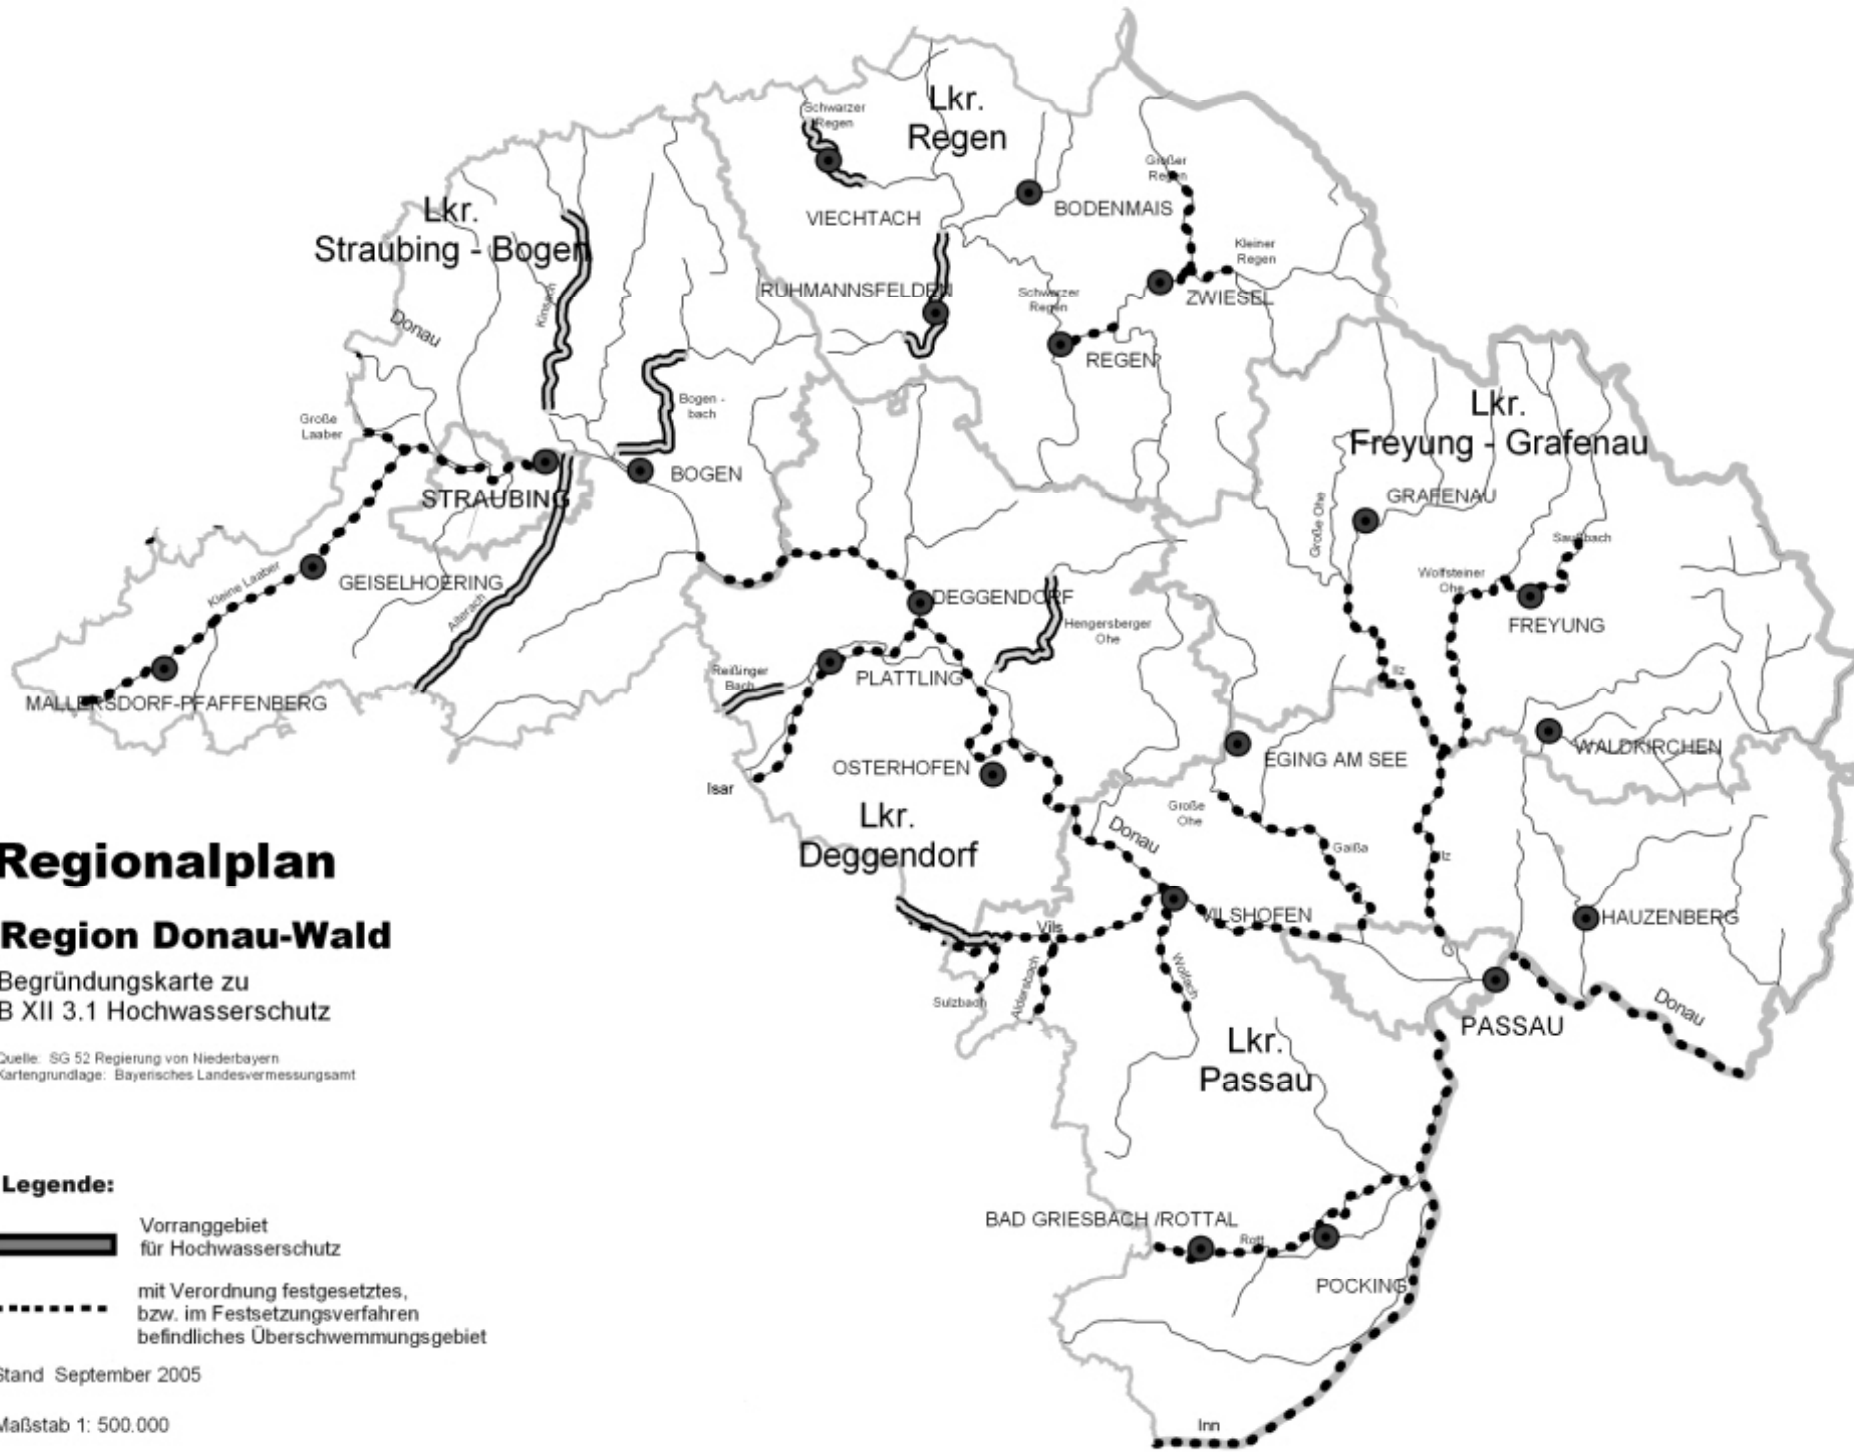 Schwarzer
Regen
Lkr.
Regen
Großer
Regen
VIECHTACH
BODENMAIS
Lkr.
Straubing - Bogen
Kleiner
Regen
Kinsach
RUHMANNSFELDEN
Schwarzer
Regen
ZWIESEL
Donau
REGEN
Bogen -
bach
Große
Laaber
Lkr.
Freyung - Grafenau
BOGEN
STRAUBING
GRAFENAU
Große Ohe
Saußbach
Kleine Laaber
GEISELHOERING
Aiterach
DEGGENDORF
Wolfsteiner
Ohe
Hengersberger
Ohe
FREYUNG
Reißinger
Bach
PLATTLING
Ilz
MALLERSDORF-PFAFFENBERG
WALDKIRCHEN
EGING AM SEE
OSTERHOFEN
Isar
Große
Ohe
Lkr.
Deggendorf
Donau
Gaißa
Ilz
Regionalplan
Region Donau-Wald
Begründungskarte zu
B XII 3.1 Hochwasserschutz
Quelle: SG 52 Regierung von Niederbayern
Kartengrundlage: Bayerisches Landesvermessungsamt
VILSHOFEN
HAUZENBERG
Vils
Wolfach
Aldersbach
Sulzbach
Donau
PASSAU
Lkr.
Passau
Legende:
Vorranggebiet
für Hochwasserschutz
mit Verordnung festgesetztes,
bzw. im Festsetzungsverfahren
befindliches Überschwemmungsgebiet
BAD GRIESBACH /ROTTAL
Rott
POCKING
Inn
Stand September 2005
Maßstab 1: 500.000